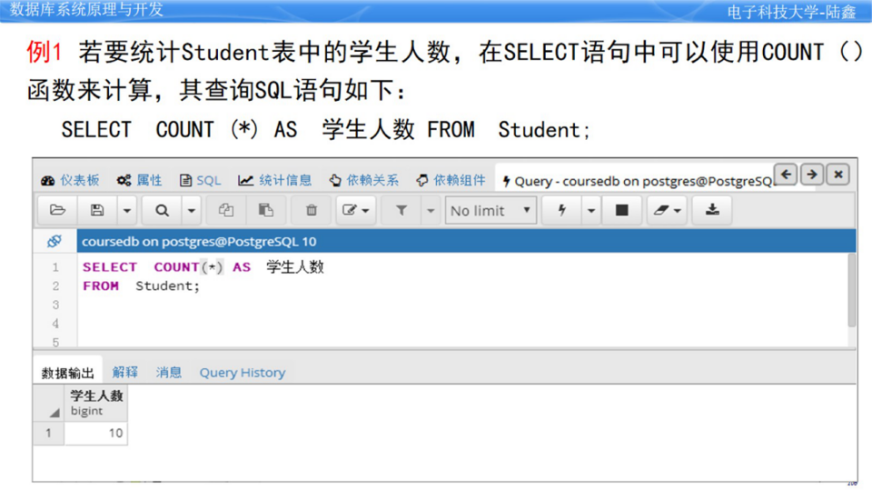 数据库系统原理与开发
电子科技大学-陆鑫
例1 若要统计Student表中的学生人数，在SELECT语句中可以使用COUNT（）
函数来计算，其查询SQL语句如下：
SELECT COUNT (*) AS 学生人数 FROM Student;
仪表板 属性 SQL 统计信息 依赖关系 依赖组件 Query - coursedb on postgres@PostgreSQ
No limit
coursedb on postgres@PostgreSQL 10
1 SELECT COUNT(*) AS 学生人数
2 FROM Student;
3
4
5
数据输出 解释 消息 Query History
学生人数
bigint
1 10